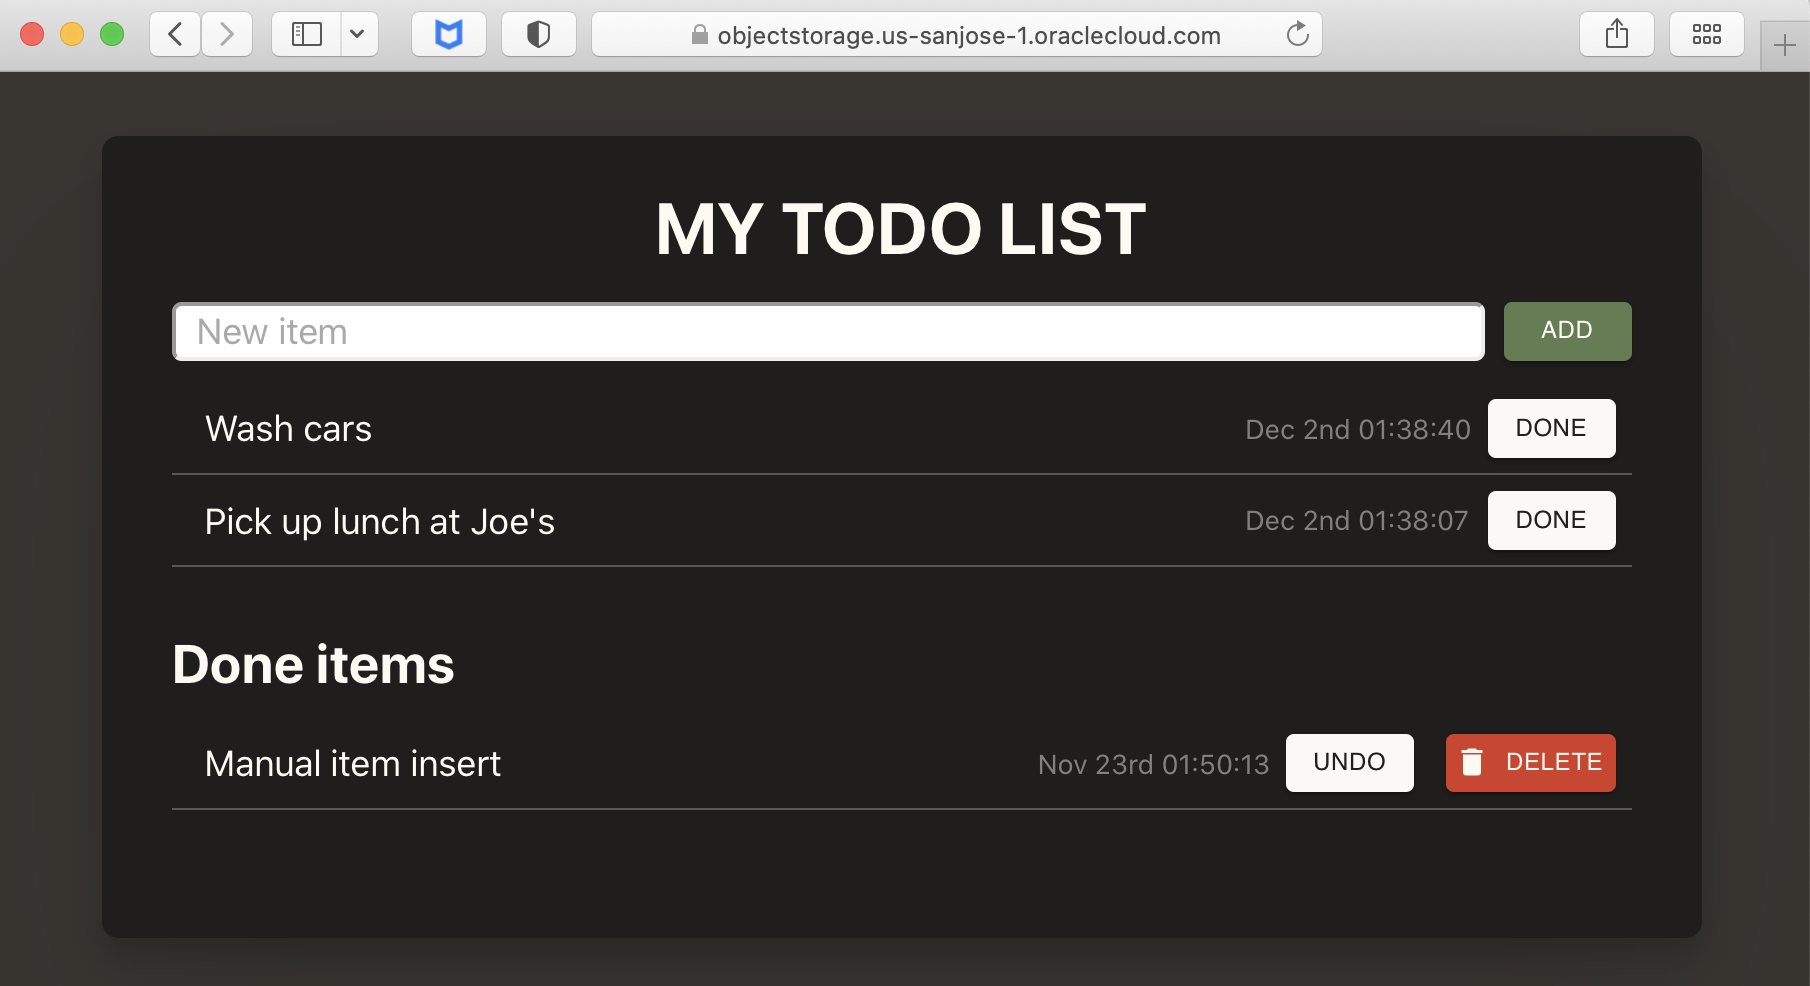 objectstorage.us-sanjose-1.oraclecloud.com
MY TODO LIST
New item ADD
Wash cars Dec 2nd 01:38:40 DONE
Pick up lunch at Joe's Dec 2nd 01:38:07 DONE
Done items
Manual item insert Nov 23rd 01:50:13 UNDO DELETE